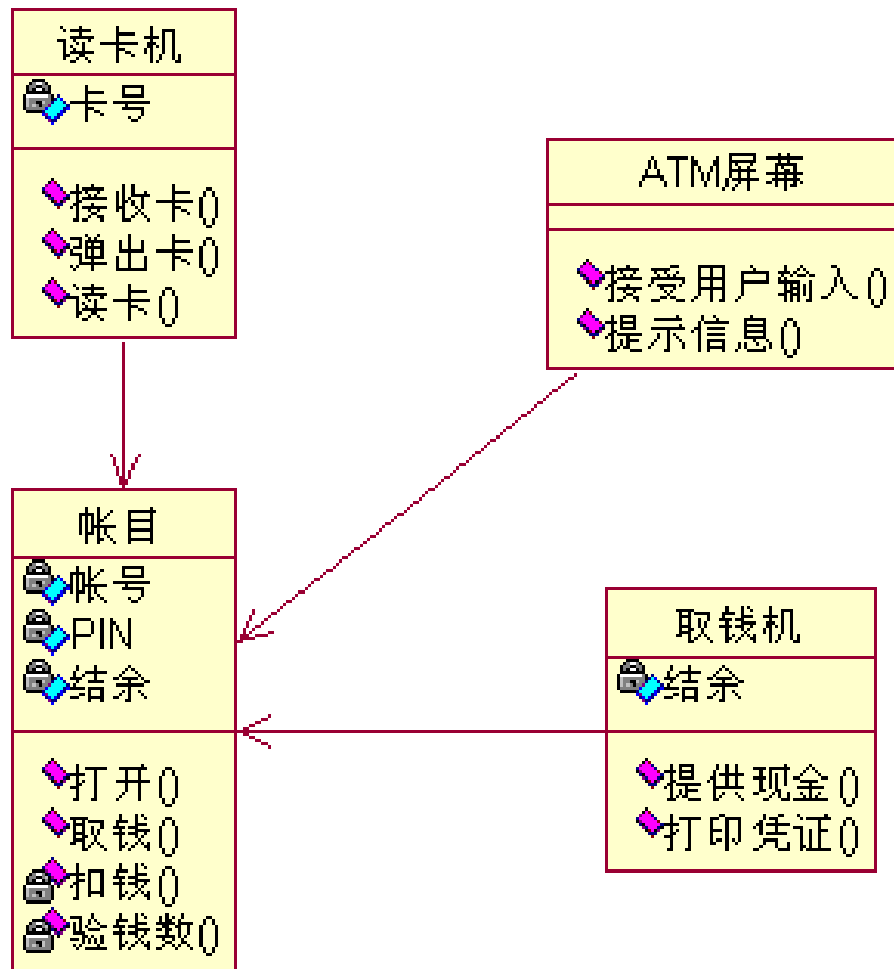 读卡机
卡号
接收卡()
弹出卡()
读卡()
ATM屏幕
接受用户输入()
提示信息()
帐目
帐号
PIN
结余
打开()
取钱()
扣钱()
验钱数()
取钱机
结余
提供现金()
打印凭证()